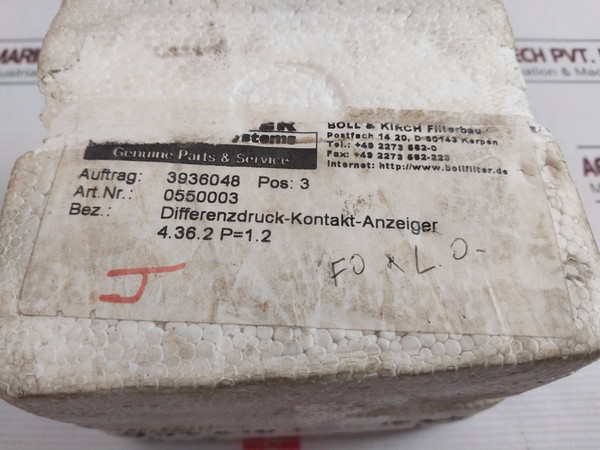 BOLL & KIRCH Filterbau
Postfach 14 20, D 50143 Kerpen
Tel.: +49 2273 562-0
Fax: +49 2273 562-223
Internet: http://www.bollfilter.de
Systems
Genuine Parts & Service
Auftrag: 3936048 Pos: 3
Art.Nr.: 0550003
Bez.: Differenzdruck-Kontakt-Anzeiger
4.36.2 P=1.2
FO & L.O-
J